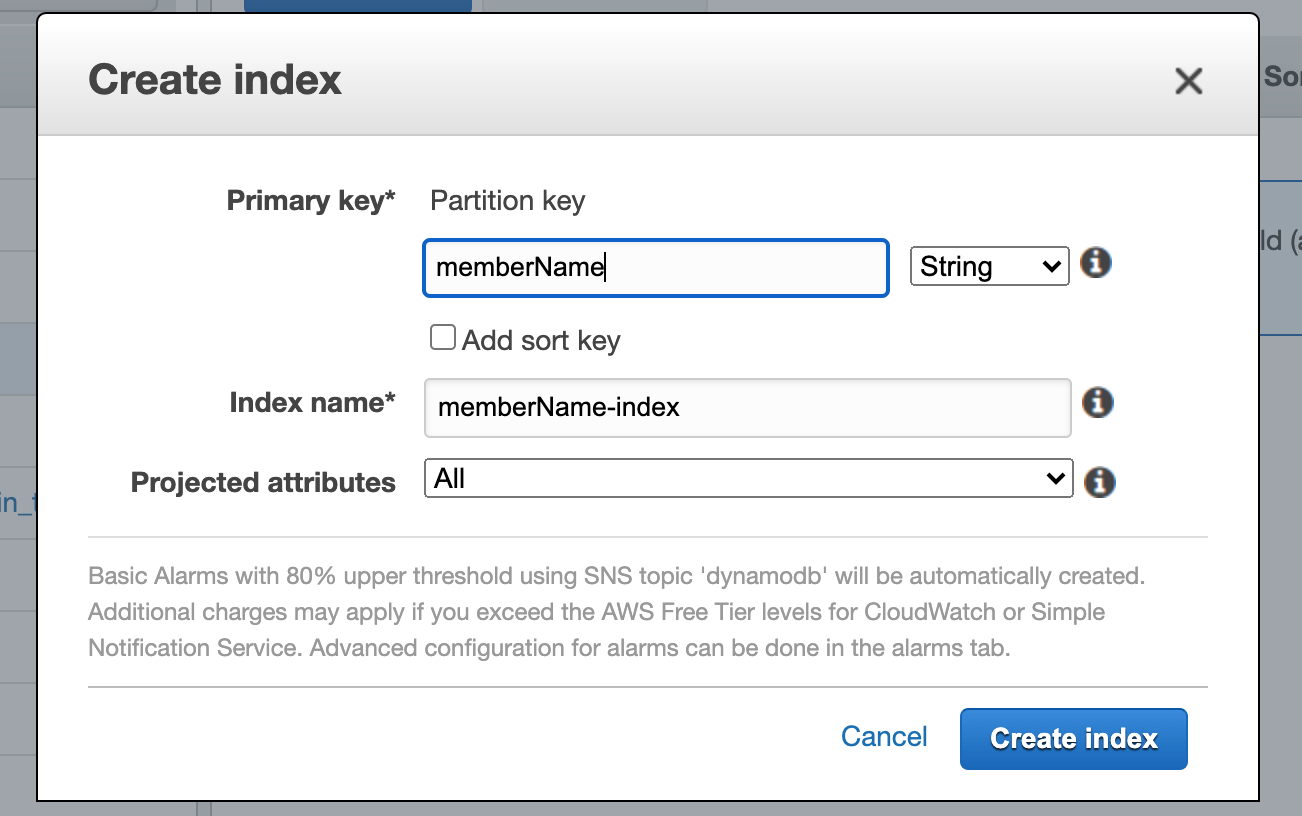 Create index
Primary key* Partition key
memberName String
Add sort key
Index name* memberName-index
Projected attributes All
Basic Alarms with 80% upper threshold using SNS topic 'dynamodb' will be automatically created.
Additional charges may apply if you exceed the AWS Free Tier levels for CloudWatch or Simple
Notification Service. Advanced configuration for alarms can be done in the alarms tab.
Cancel Create index